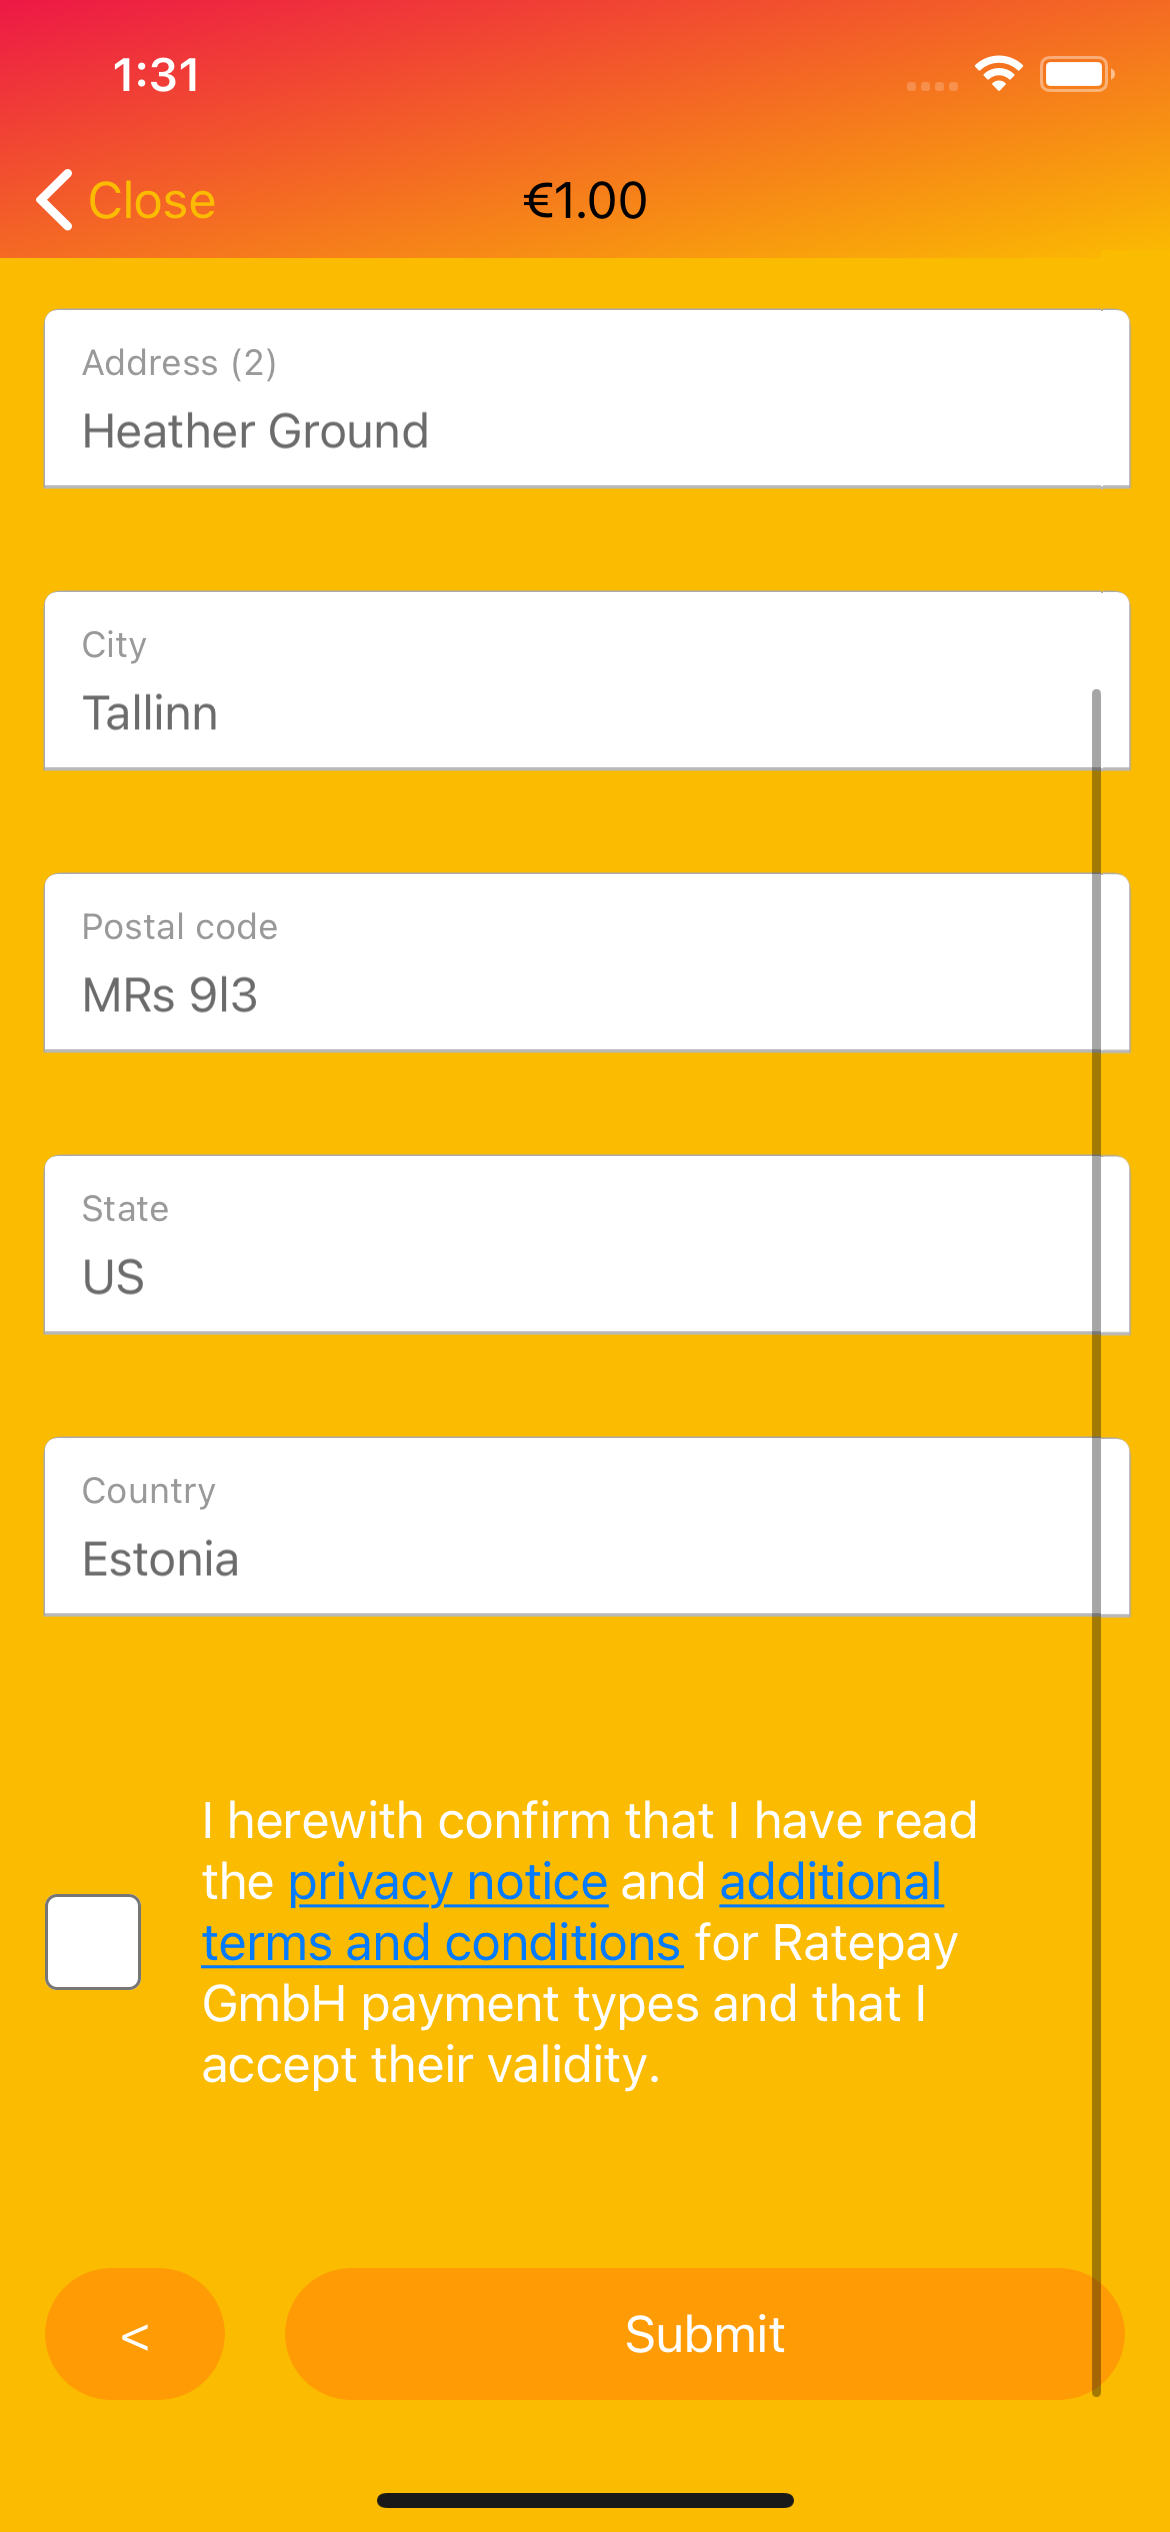 1:31
Close
€1.00
Address (2)
Heather Ground
City
Tallinn
Postal code
MRs 9l3
State
US
Country
Estonia
I herewith confirm that I have read
the privacy notice and additional
terms and conditions for Ratepay
GmbH payment types and that I
accept their validity.
<
Submit